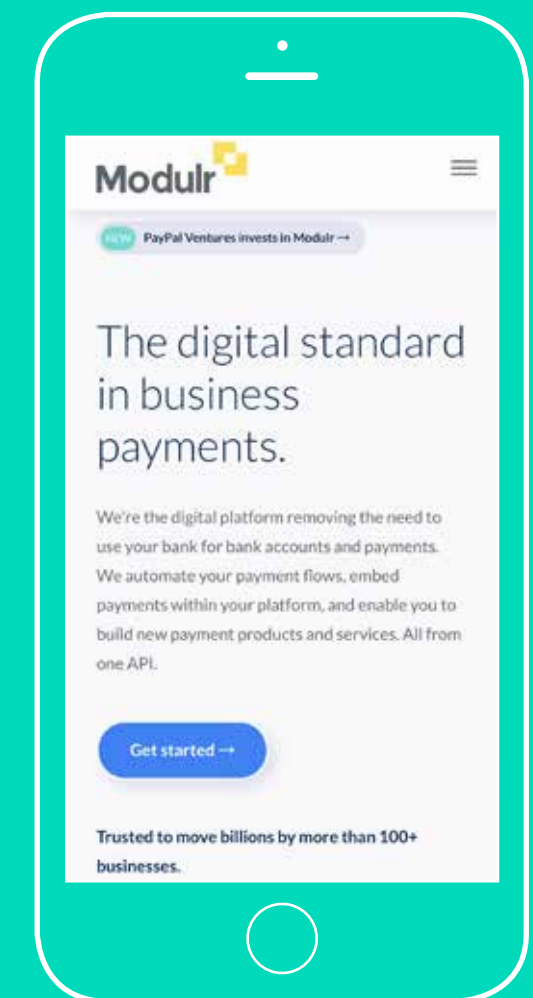 Modulr
NEW PayPal Ventures invests in Modulr →
The digital standard
in business
payments.
We're the digital platform removing the need to
use your bank for bank accounts and payments.
We automate your payment flows, embed
payments within your platform, and enable you to
build new payment products and services. All from
one API.
Get started →
Trusted to move billions by more than 100+
businesses.